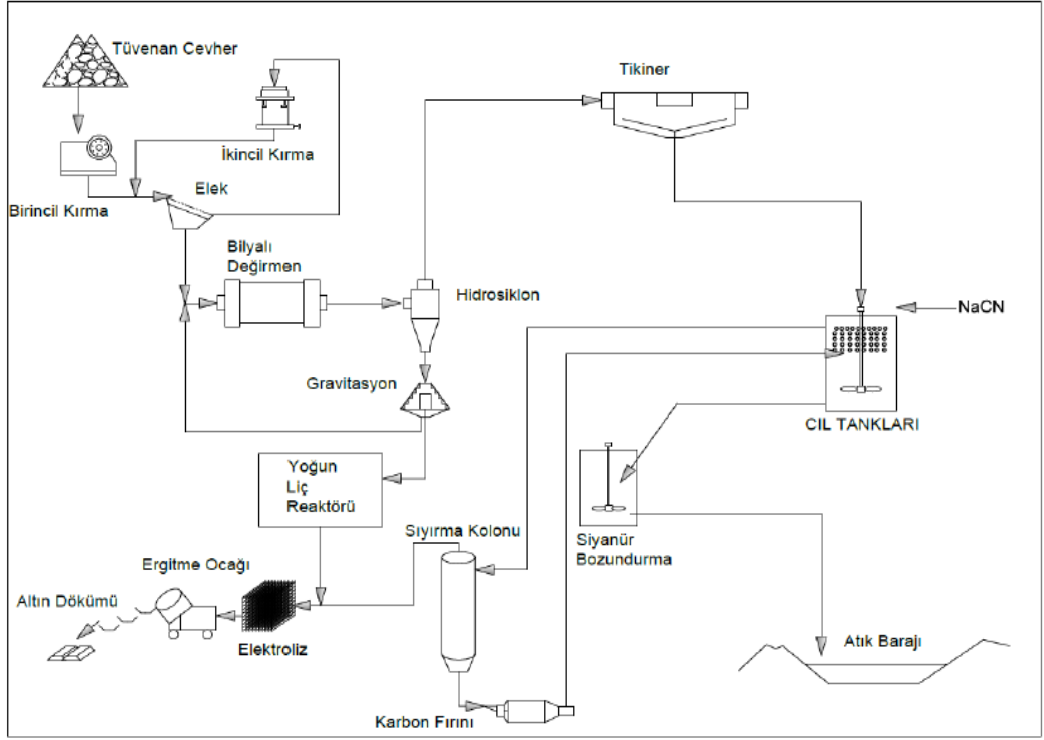 Tüvenan Cevher
Tikiner
İkincil Kırma
Elek
Birincil Kırma
Bilyalı
Değirmen
Hidrosiklon
NaCN
Gravitasyon
CIL TANKLARI
Yoğun
Liç
Reaktörü
Sıyırma Kolonu
Siyanür
Bozundurma
Ergitme Ocağı
Altın Dökümü
Elektroliz
Atık Barajı
Karbon Fırını